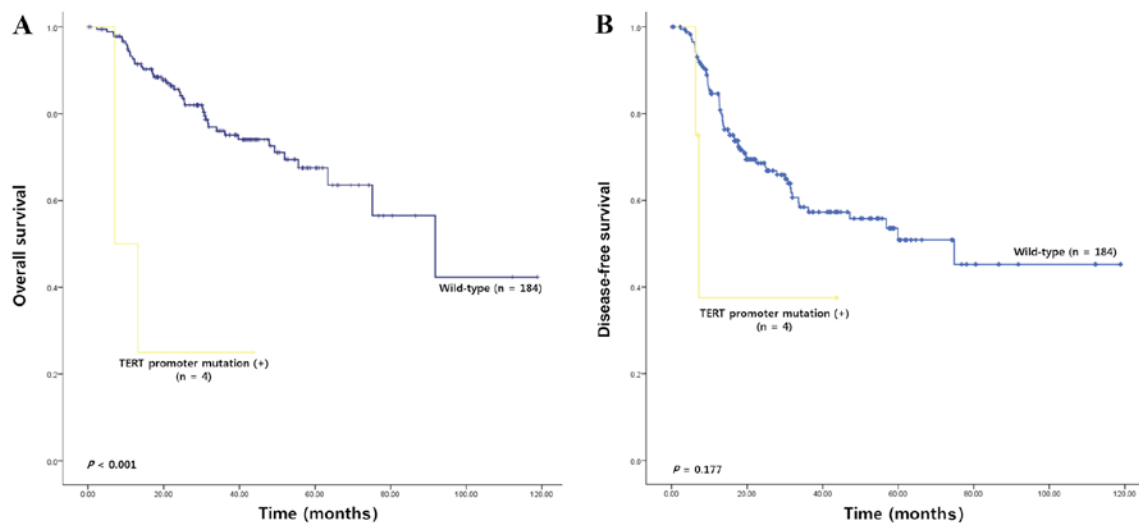 A
Overall survival
1.0
0.8
0.6
0.4
0.2
0.0
Wild-type (n = 184)
TERT promoter mutation (+)
(n = 4)
P < 0.001
0.00 20.00 40.00 60.00 80.00 100.00 120.00
Time (months)
B
Disease-free survival
1.0
0.8
0.6
0.4
0.2
0.0
Wild-type (n = 184)
TERT promoter mutation (+)
(n = 4)
P = 0.177
0.00 20.00 40.00 60.00 80.00 100.00 120.00
Time (months)